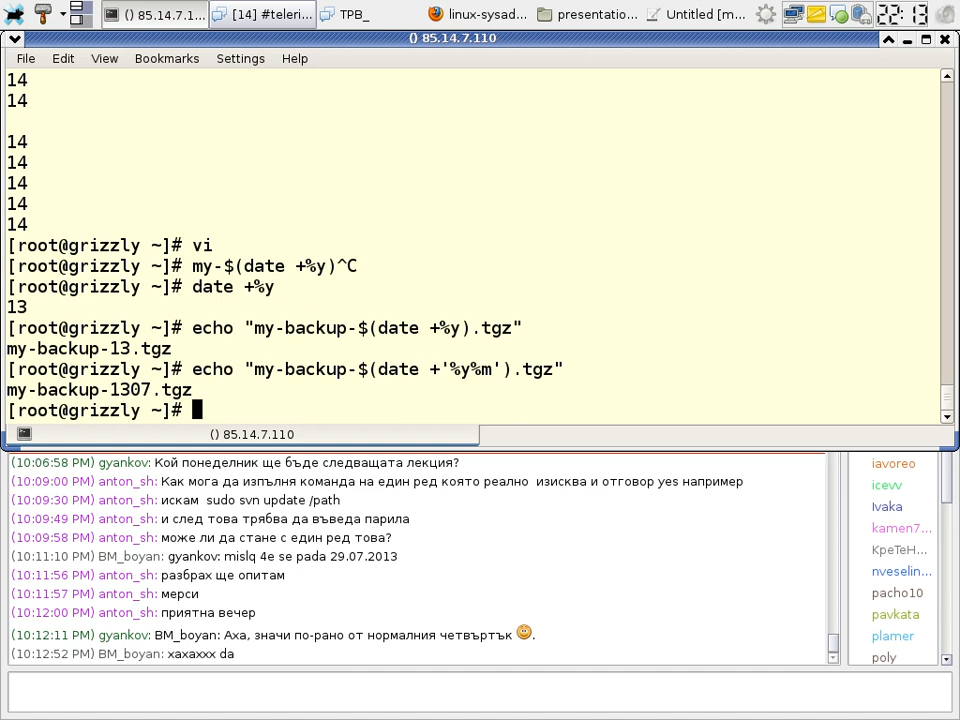 () 85.14.7.1...
[14] #teleri...
TPB_
linux-sysad...
presentatio...
Untitled [m...
22:13
() 85.14.7.110
File Edit View Bookmarks Settings Help
14
14
14
14
14
14
14
[root@grizzly ~]# vi
[root@grizzly ~]# my-$(date +%y)^C
[root@grizzly ~]# date +%y
13
[root@grizzly ~]# echo "my-backup-$(date +%y).tgz"
my-backup-13.tgz
[root@grizzly ~]# echo "my-backup-$(date +'%y%m').tgz"
my-backup-1307.tgz
[root@grizzly ~]#
() 85.14.7.110
(10:06:58 PM) gyankov: Кой понеделник ще бъде следващата лекция?
(10:09:00 PM) anton_sh: Как мога да изпълня команда на един ред която реално  изисква и отговор yes например
(10:09:30 PM) anton_sh: искам  sudo svn update /path
(10:09:49 PM) anton_sh: и след това трябва да въведа парила
(10:09:58 PM) anton_sh: може ли да стане с един ред това?
(10:11:10 PM) BM_boyan: gyankov: mislq 4e se pada 29.07.2013
(10:11:56 PM) anton_sh: разбрах ще опитам
(10:11:57 PM) anton_sh: мерси
(10:12:00 PM) anton_sh: приятна вечер
(10:12:11 PM) gyankov: BM_boyan: Аха, значи по-рано от нормалния четвъртък .
(10:12:52 PM) BM_boyan: xaxaxxx da
iavoreo
icevv
Ivaka
kamen7...
KpeTeH...
nveselin...
pacho10
pavkata
plamer
poly